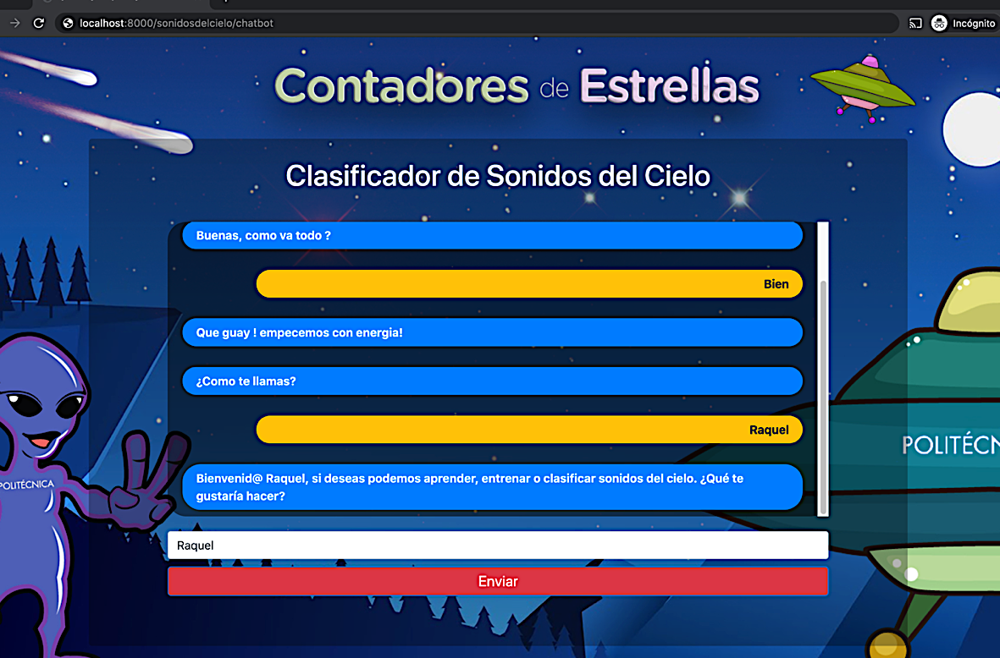 localhost:8000/sonidosdelcielo/chatbot
Incógnito
Contadores de Estrellas
Clasificador de Sonidos del Cielo
Buenas, como va todo ?
Bien
Que guay ! empecemos con energia!
¿Como te llamas?
Raquel
POLITÉCN
Bienvenid@ Raquel, si deseas podemos aprender, entrenar o clasificar sonidos del cielo. ¿Qué te
gustaría hacer?
POLITÉCNICA
Raquel
Enviar